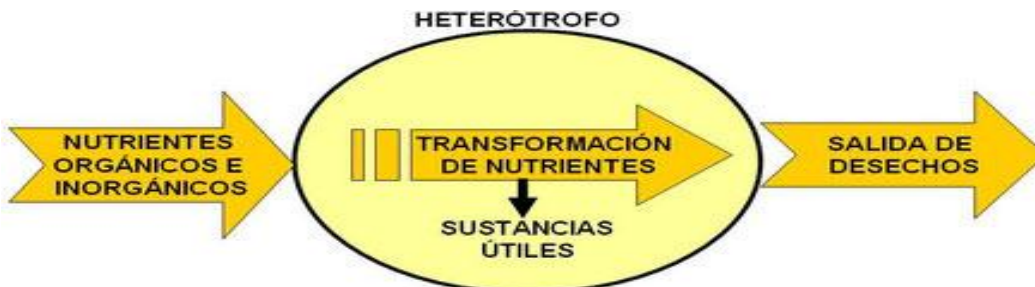 HETERÓTROFO
NUTRIENTES
ORGÁNICOS E
INORGÁNICOS
TRANSFORMACIÓN
DE NUTRIENTES
SUSTANCIAS
ÚTILES
SALIDA DE
DESECHOS